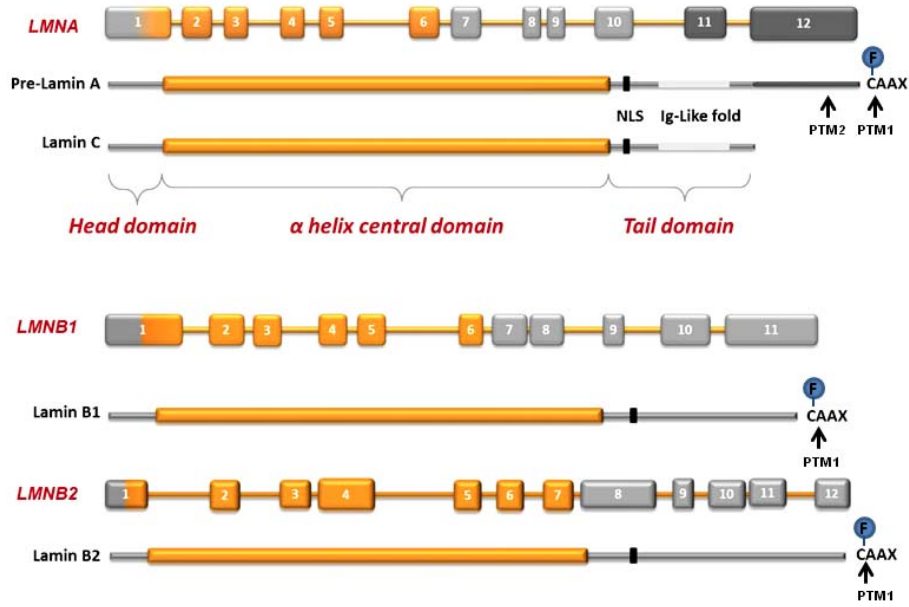 LMNA 1 2 3 4 5 6 7 8 9 10 11 12
F
Pre-Lamin A CAAX
PTM2 PTM1
NLS Ig-Like fold
Lamin C
Head domain α helix central domain Tail domain
LMNB1 1 2 3 4 5 6 7 8 9 10 11
F
Lamin B1 CAAX
PTM1
LMNB2 1 2 3 4 5 6 7 8 9 10 11 12
F
Lamin B2 CAAX
PTM1